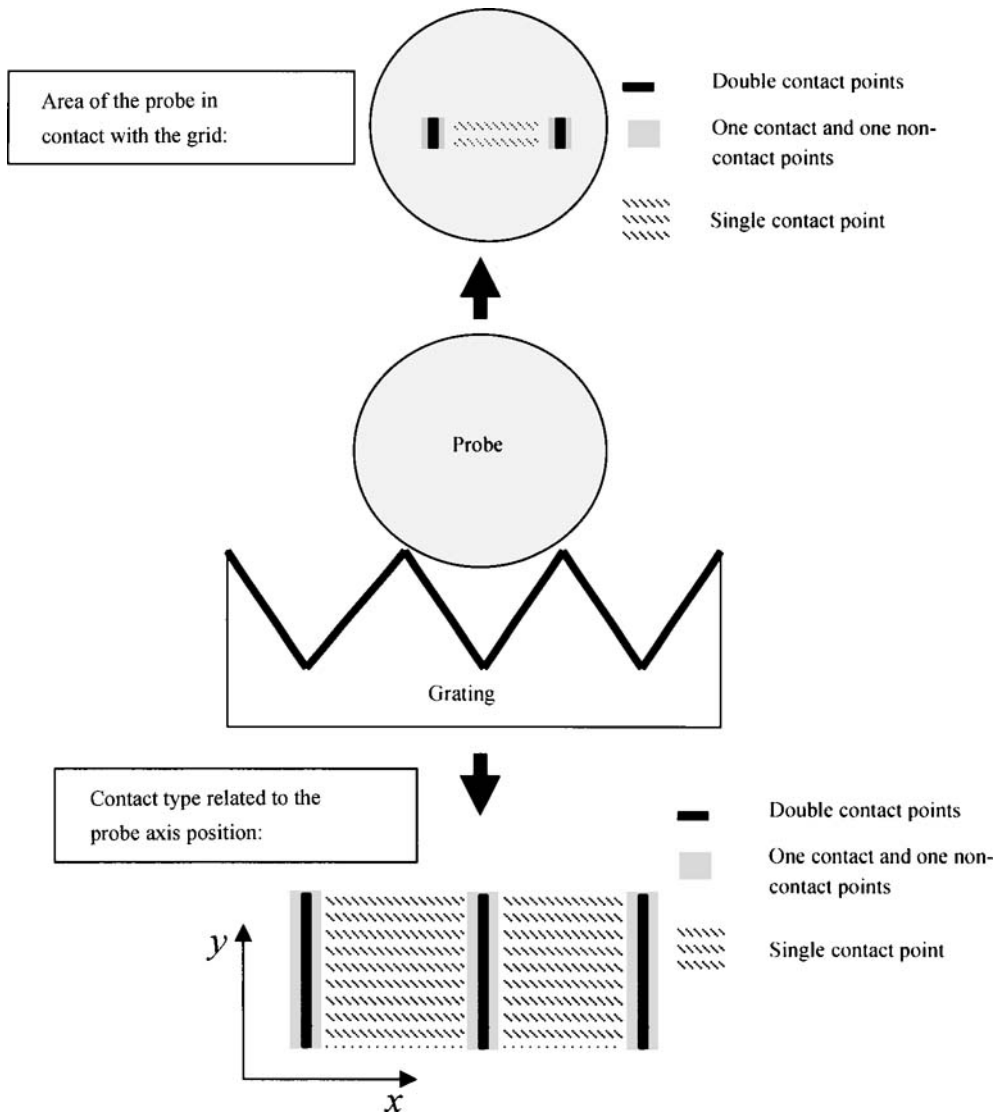 Area of the probe in
contact with the grid:
Double contact points
One contact and one non-
contact points
Single contact point
Probe
Grating
Contact type related to the
probe axis position:
Double contact points
One contact and one non-
contact points
Single contact point
y
x